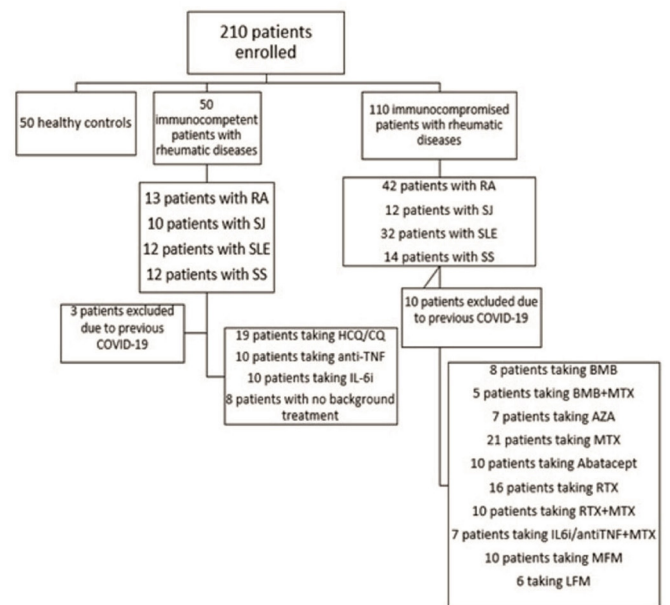 210 patients
enrolled
50 healthy controls
50
immunocompetent
patients with
rheumatic diseases
110 immunocompromised
patients with rheumatic
diseases
13 patients with RA
10 patients with SJ
12 patients with SLE
12 patients with SS
42 patients with RA
12 patients with SJ
32 patients with SLE
14 patients with SS
3 patients excluded
due to previous
COVID-19
10 patients excluded due
to previous COVID-19
19 patients taking HCQ/CQ
10 patients taking anti-TNF
10 patients taking IL-6i
8 patients with no background
treatment
8 patients taking BMB
5 patients taking BMB+MTX
7 patients taking AZA
21 patients taking MTX
10 patients taking Abatacept
16 patients taking RTX
10 patients taking RTX+MTX
7 patients taking IL6i/antiTNF+MTX
10 patients taking MFM
6 taking LFM